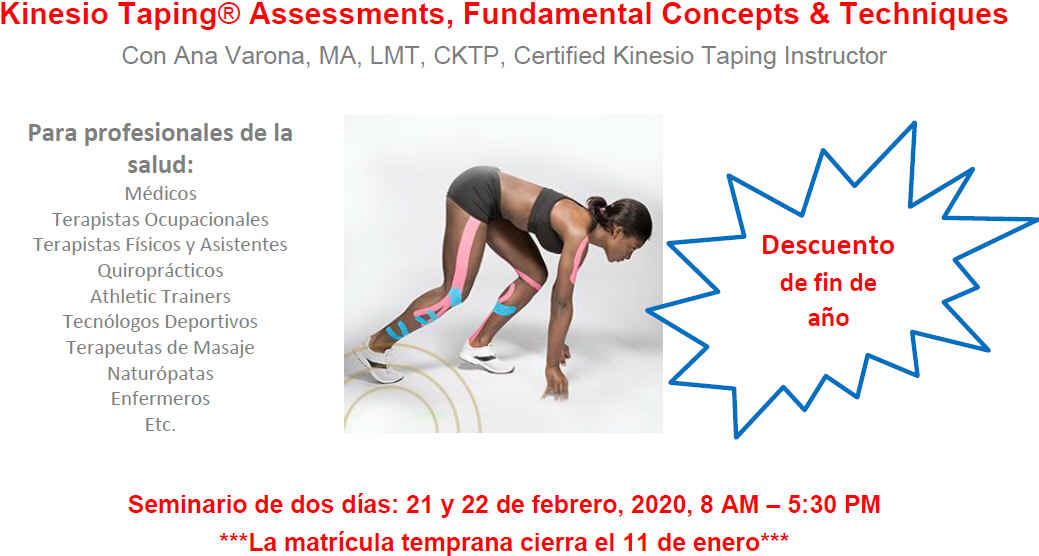 Kinesio Taping® Assessments, Fundamental Concepts & Techniques
Con Ana Varona, MA, LMT, CKTP, Certified Kinesio Taping Instructor
Para profesionales de la
salud:
Médicos
Terapistas Ocupacionales
Terapistas Físicos y Asistentes
Quiroprácticos
Athletic Trainers
Tecnólogos Deportivos
Terapeutas de Masaje
Naturópatas
Enfermeros
Etc.
Descuento
de fin de
año
Seminario de dos días: 21 y 22 de febrero, 2020, 8 AM – 5:30 PM
***La matrícula temprana cierra el 11 de enero***